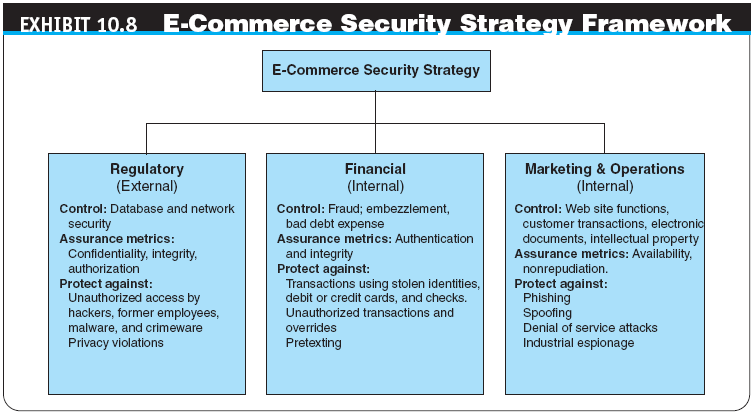 EXHIBIT 10.8 E-Commerce Security Strategy Framework
E-Commerce Security Strategy
Regulatory
(External)
Control: Database and network
security
Assurance metrics:
Confidentiality, integrity,
authorization
Protect against:
Unauthorized access by
hackers, former employees,
malware, and crimeware
Privacy violations
Financial
(Internal)
Control: Fraud; embezzlement,
bad debt expense
Assurance metrics: Authentication
and integrity
Protect against:
Transactions using stolen identities,
debit or credit cards, and checks.
Unauthorized transactions and
overrides
Pretexting
Marketing & Operations
(Internal)
Control: Web site functions,
customer transactions, electronic
documents, intellectual property
Assurance metrics: Availability,
nonrepudiation.
Protect against:
Phishing
Spoofing
Denial of service attacks
Industrial espionage